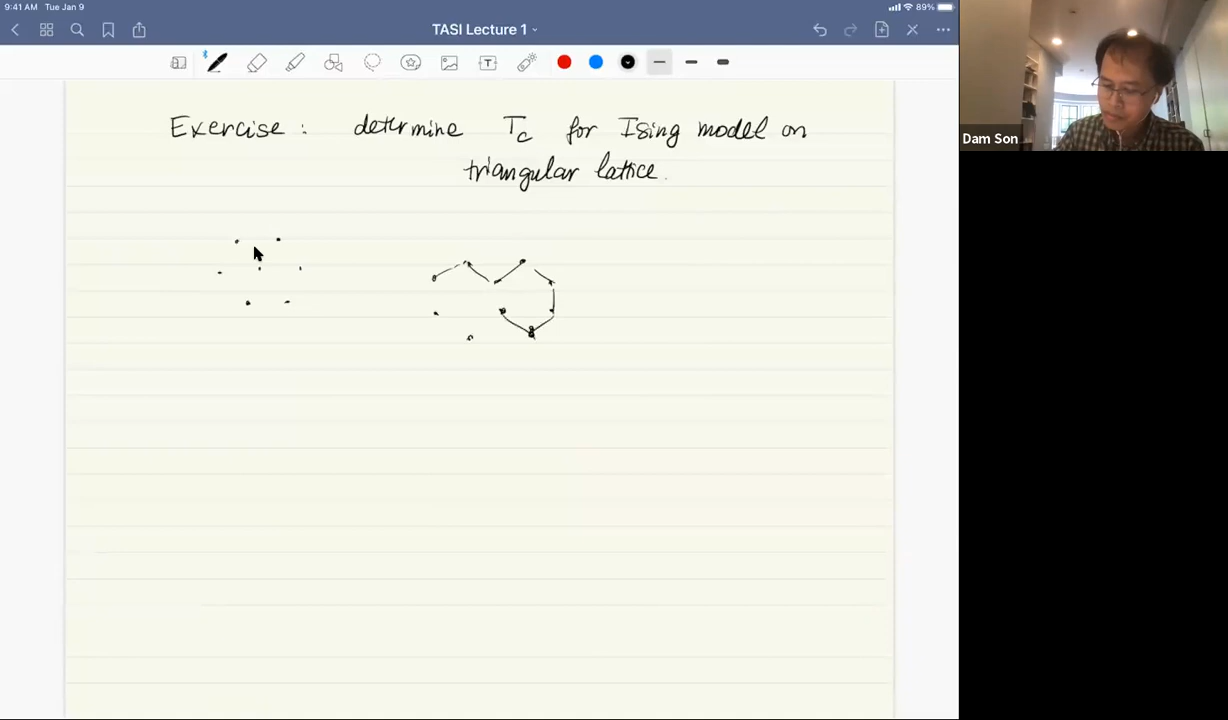 9:41 AM Tue Jan 9
89%
TASI Lecture 1
T
Exercise : determine Tc for Ising model on
triangular lattice.
Dam Son